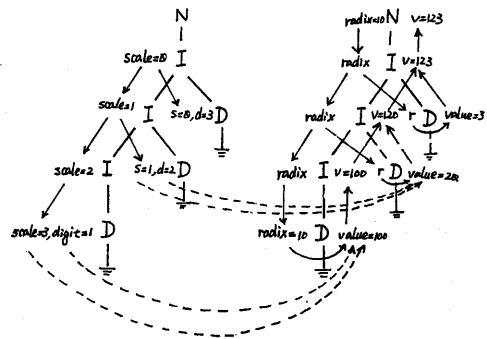 N radix=10 N v=123
scale=0 I radix I v=123
scale=1 I s=0,d=3 D radix I v=120 r D value=3
scale=2 I s=1,d=2 D radix I v=100 r D value=20
scale=3,digit=1 D radix=10 D value=100